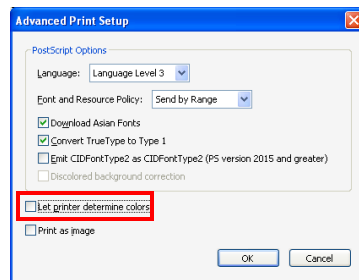 Advanced Print Setup
PostScript Options
Language: Language Level 3
Font and Resource Policy: Send by Range
Download Asian Fonts
Convert TrueType to Type 1
Emit CIDFontType2 as CIDFontType2 (PS version 2015 and greater)
Discolored background correction
Let printer determine colors
Print as image
OK Cancel